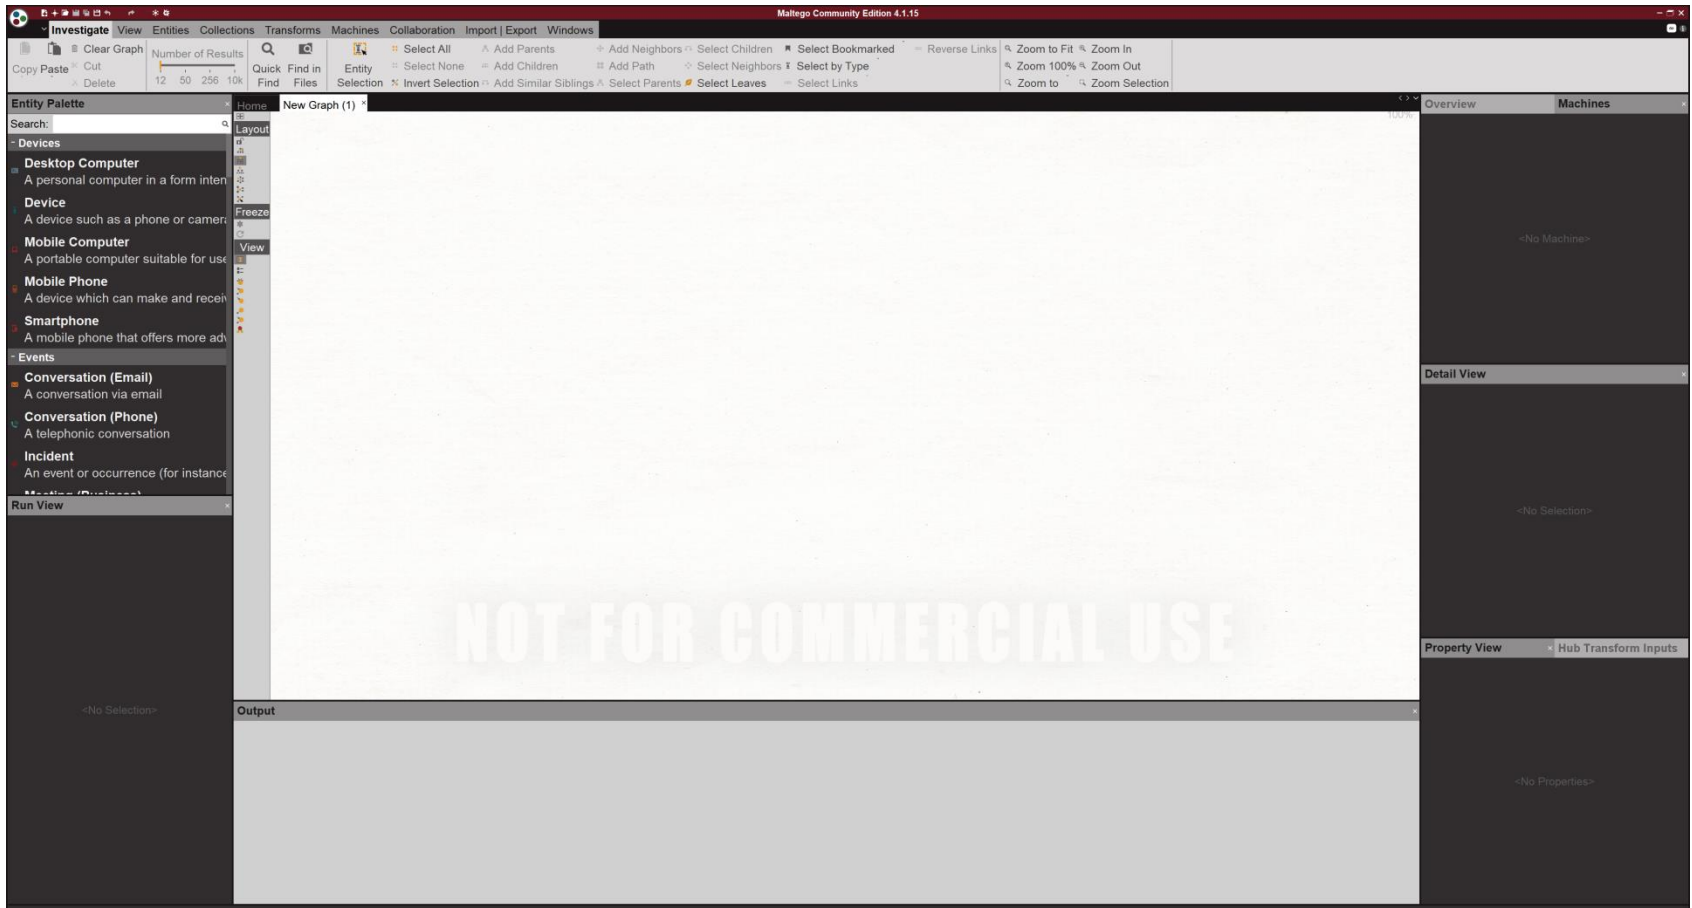 Maltego Community Edition 4.1.15
Investigate View Entities Collections Transforms Machines Collaboration Import | Export Windows
Copy Paste Clear Graph Cut Delete
Number of Results
12 50 256 10k
Quick Find
Find in Files
Entity Selection
Select All Add Parents Add Neighbors Select Children Select Bookmarked Reverse Links Zoom to Fit Zoom In
Select None Add Children Add Path Select Neighbors Select by Type Zoom 100% Zoom Out
Invert Selection Add Similar Siblings Select Parents Select Leaves Select Links Zoom to Zoom Selection
Entity Palette
Search:
- Devices
Desktop Computer
A personal computer in a form inten
Device
A device such as a phone or camera
Mobile Computer
A portable computer suitable for use
Mobile Phone
A device which can make and receiv
Smartphone
A mobile phone that offers more adv
- Events
Conversation (Email)
A conversation via email
Conversation (Phone)
A telephonic conversation
Incident
An event or occurrence (for instance
Meeting (Business)
Run View
<No Selection>
Home New Graph (1)
Layout
Freeze
View
100%
NOT FOR COMMERCIAL USE
Output
Overview Machines
<No Machine>
Detail View
<No Selection>
Property View Hub Transform Inputs
<No Properties>